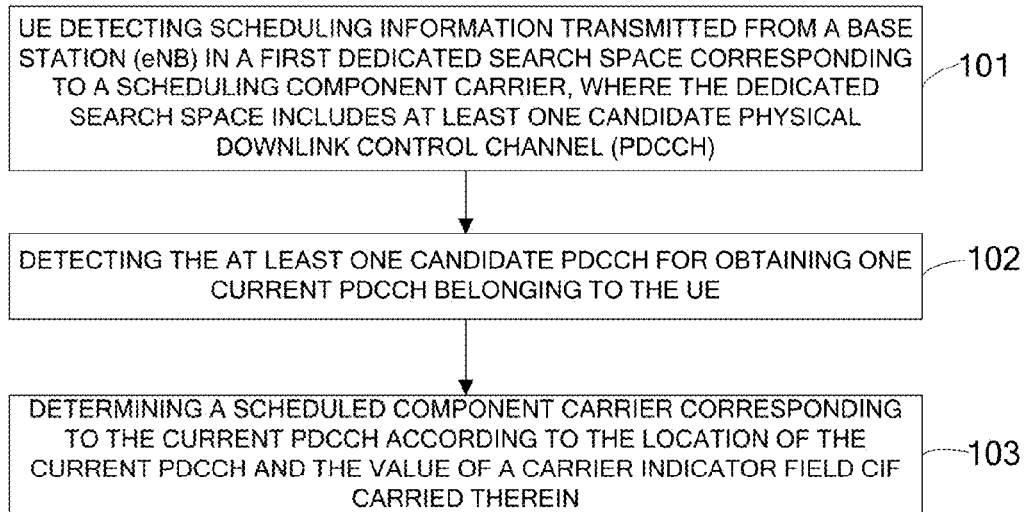 UE DETECTING SCHEDULING INFORMATION TRANSMITTED FROM A BASE
STATION (eNB) IN A FIRST DEDICATED SEARCH SPACE CORRESPONDING
TO A SCHEDULING COMPONENT CARRIER, WHERE THE DEDICATED
SEARCH SPACE INCLUDES AT LEAST ONE CANDIDATE PHYSICAL
DOWNLINK CONTROL CHANNEL (PDCCH)
101
DETECTING THE AT LEAST ONE CANDIDATE PDCCH FOR OBTAINING ONE
CURRENT PDCCH BELONGING TO THE UE
102
DETERMINING A SCHEDULED COMPONENT CARRIER CORRESPONDING
TO THE CURRENT PDCCH ACCORDING TO THE LOCATION OF THE
CURRENT PDCCH AND THE VALUE OF A CARRIER INDICATOR FIELD CIF
CARRIED THEREIN
103